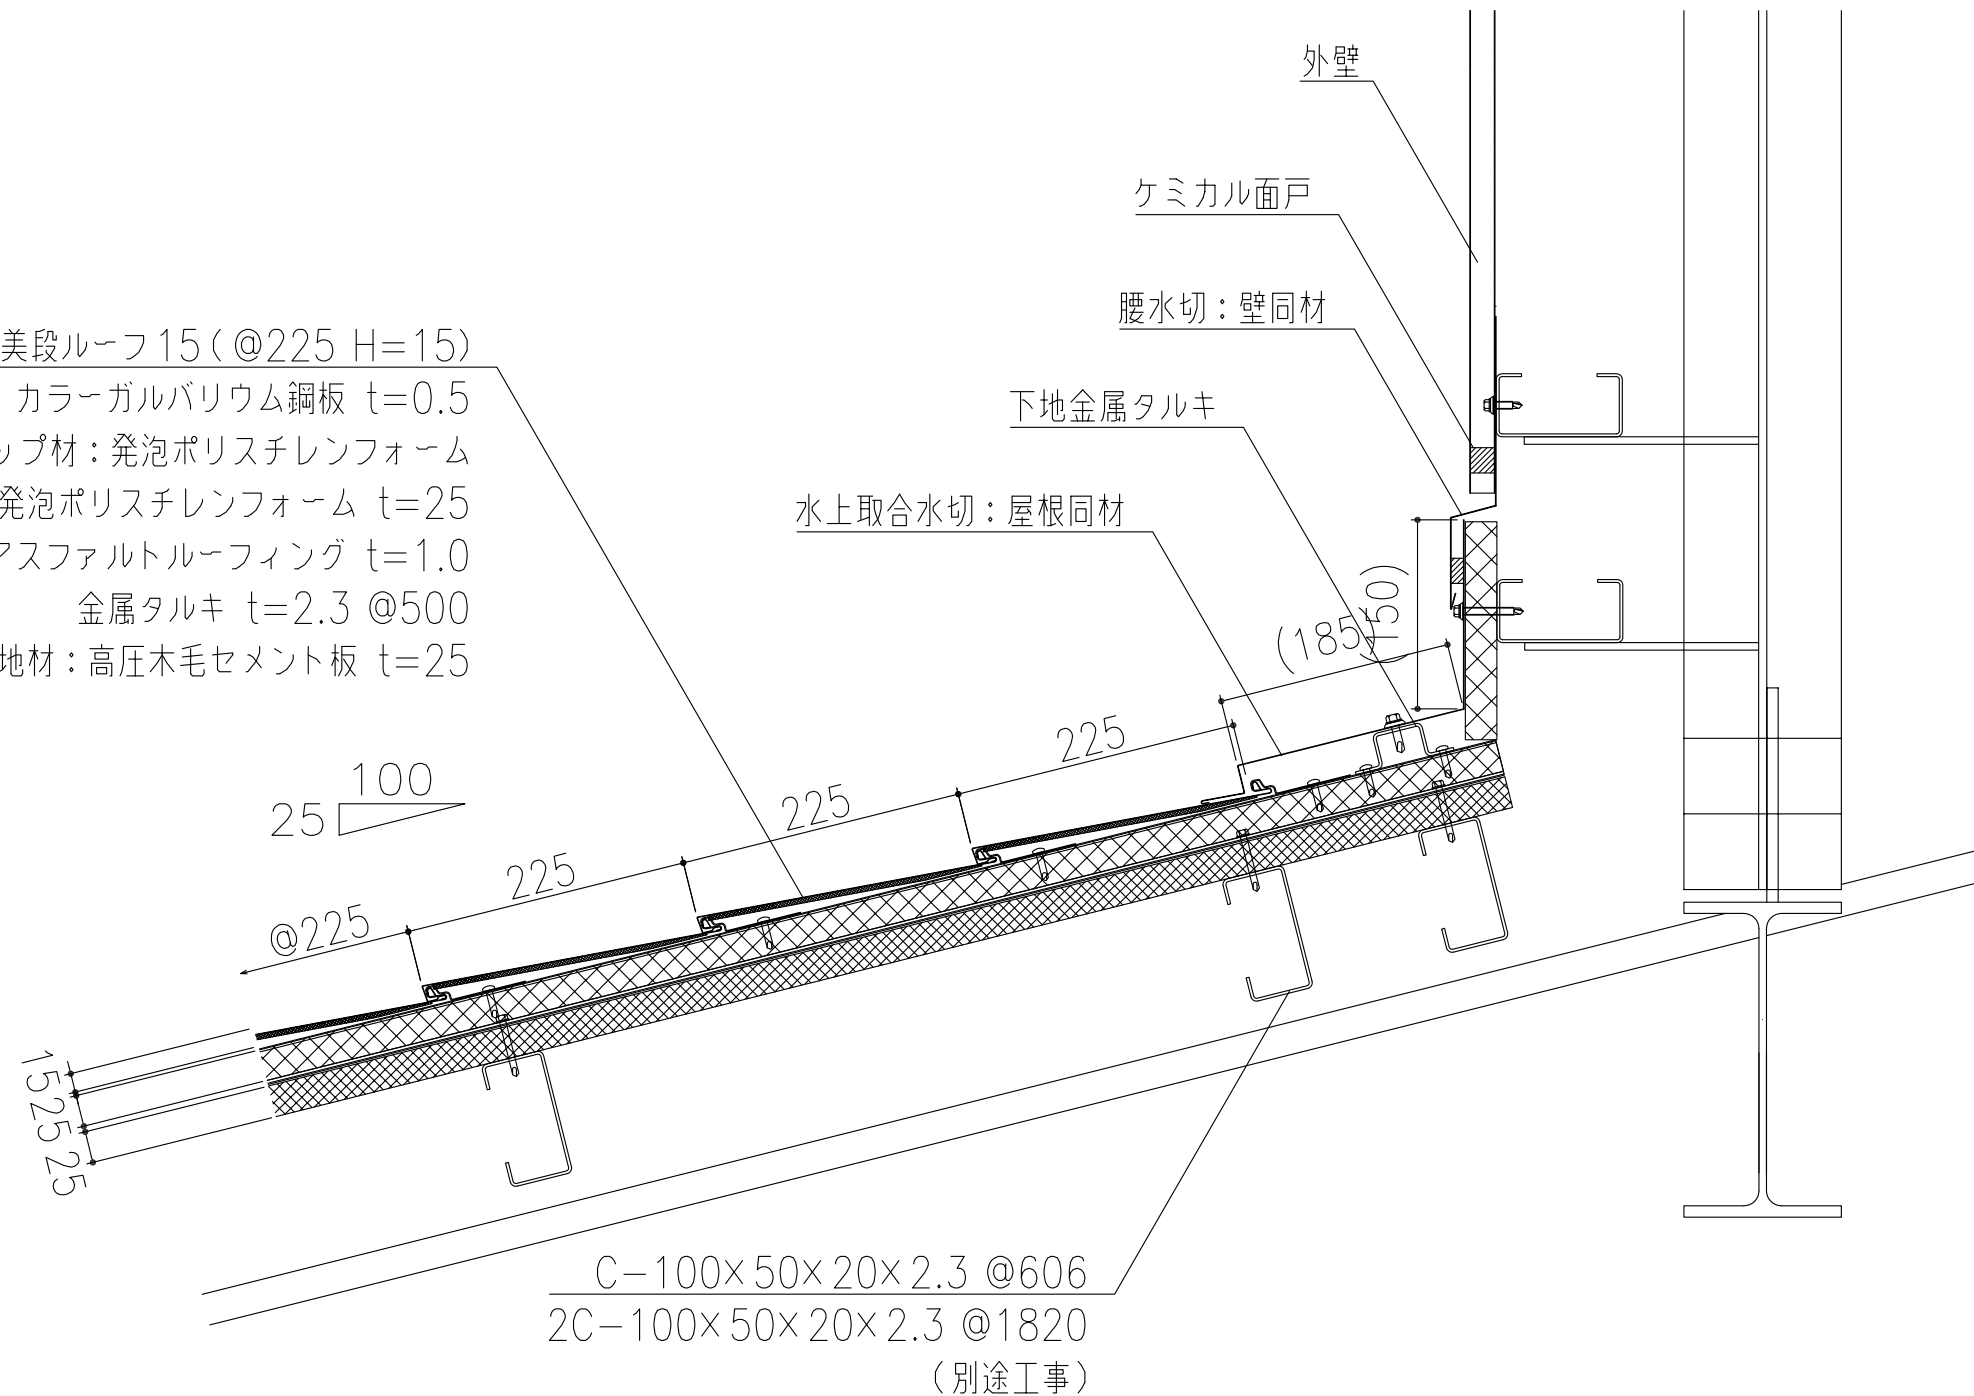 外壁
ケミカル面戸
腰水切：壁同材
下地金属タルキ
水上取合水切：屋根同材
美段ルーフ15(@225 H=15)
カラーガルバリウム鋼板 t=0.5
ップ材：発泡ポリスチレンフォーム
発泡ポリスチレンフォーム t=25
アスファルトルーフィング t=1.0
金属タルキ t=2.3 @500
地材：高圧木毛セメント板 t=25
(150)
(185)
225
225
225
@225
100
25
15
25
25
C-100×50×20×2.3 @606
2C-100×50×20×2.3 @1820
(別途工事)